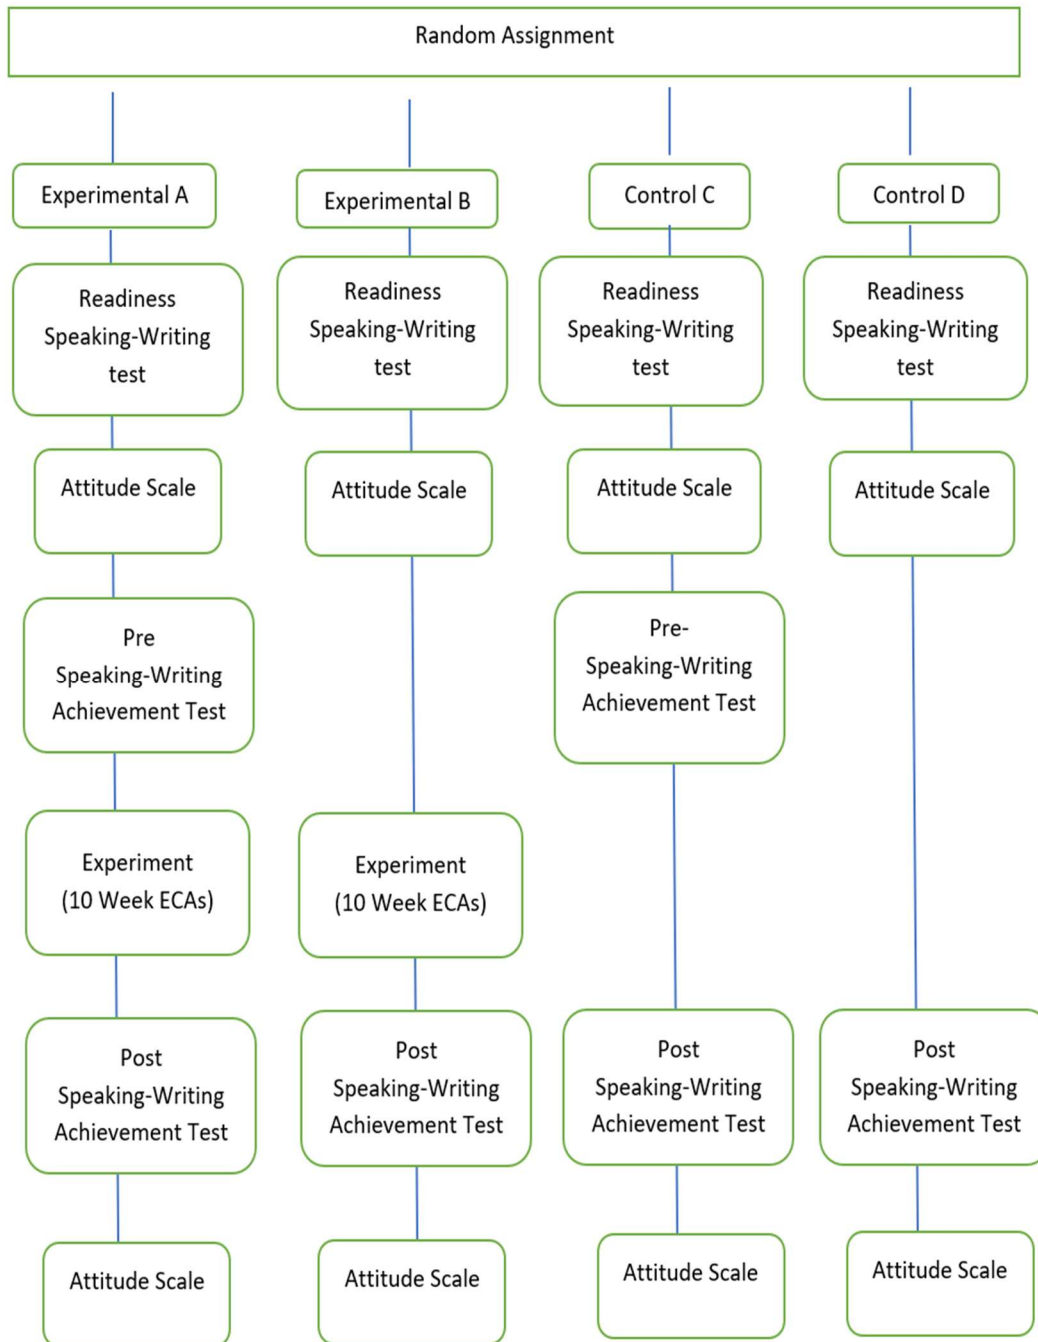 Random Assignment
Experimental A
Experimental B
Control C
Control D
Readiness
Speaking-Writing
test
Readiness
Speaking-Writing
test
Readiness
Speaking-Writing
test
Readiness
Speaking-Writing
test
Attitude Scale
Attitude Scale
Attitude Scale
Attitude Scale
Pre
Speaking-Writing
Achievement Test
Pre-
Speaking-Writing
Achievement Test
Experiment
(10 Week ECAs)
Experiment
(10 Week ECAs)
Post
Speaking-Writing
Achievement Test
Post
Speaking-Writing
Achievement Test
Post
Speaking-Writing
Achievement Test
Post
Speaking-Writing
Achievement Test
Attitude Scale
Attitude Scale
Attitude Scale
Attitude Scale